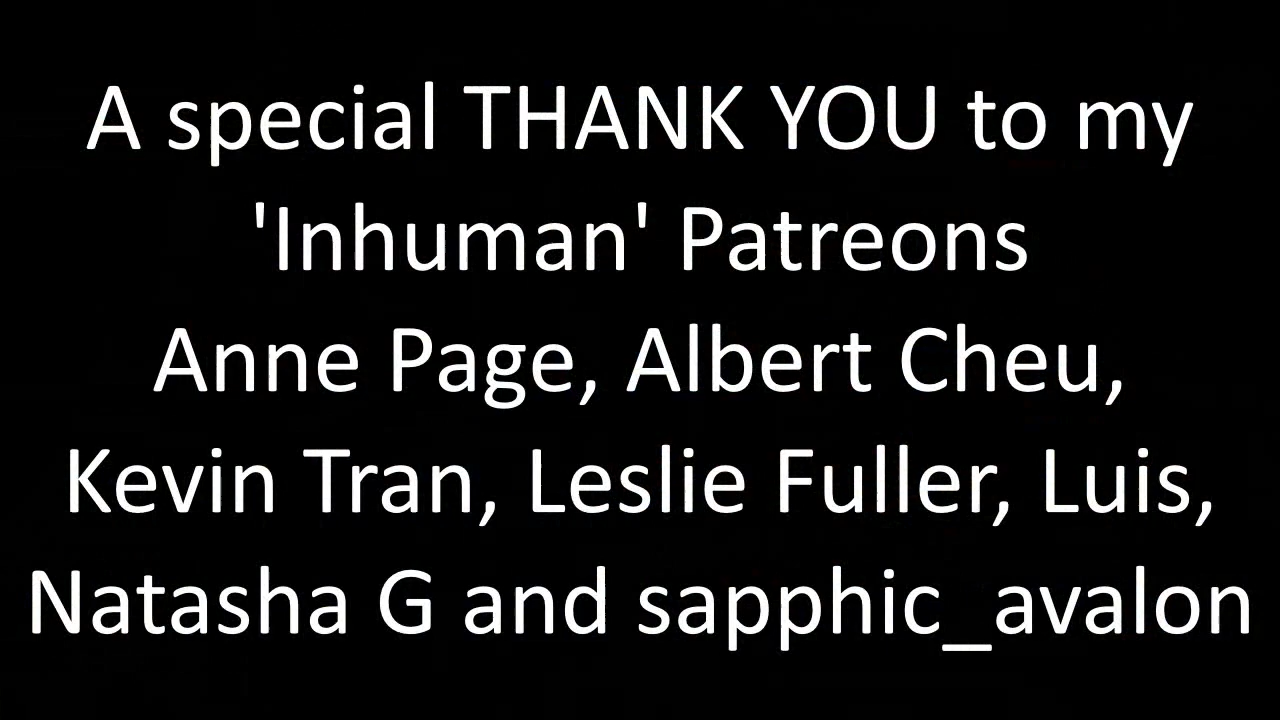 A special THANK YOU to my
'Inhuman' Patreons
Anne Page, Albert Cheu,
Kevin Tran, Leslie Fuller, Luis,
Natasha G and sapphic_avalon